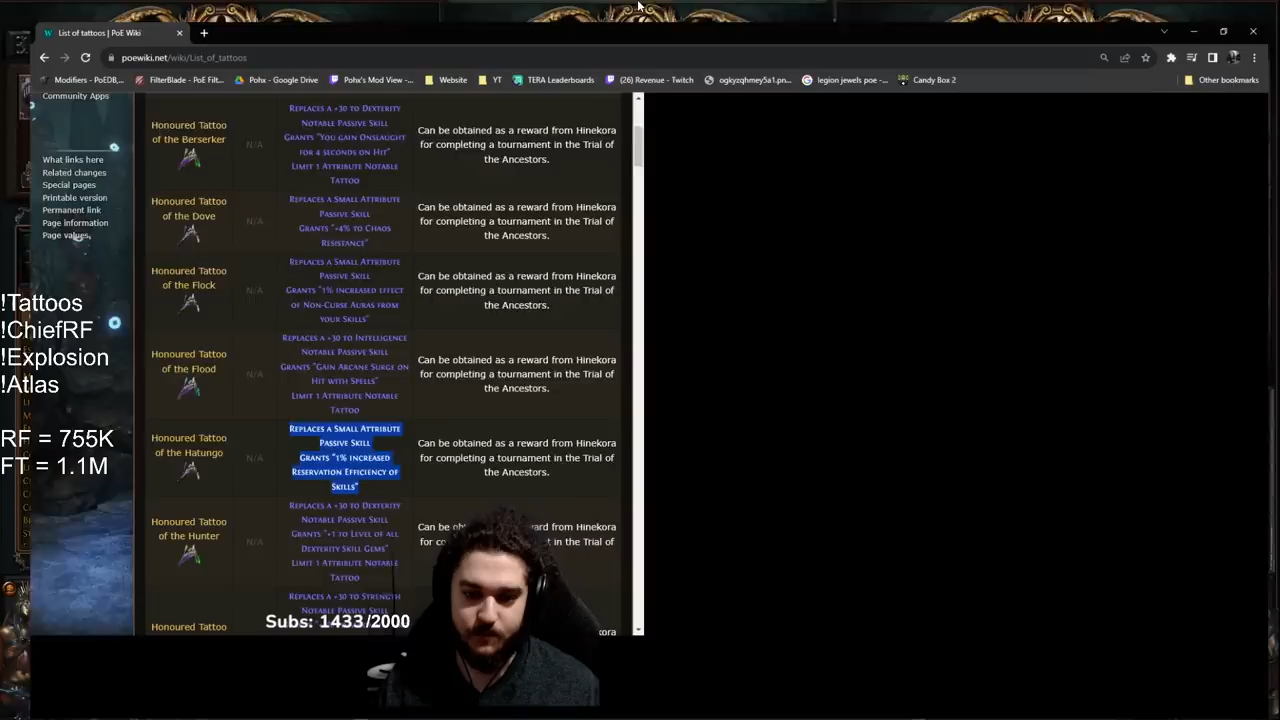 List of tattoos | PoE Wiki
poewiki.net/wiki/List_of_tattoos
Modifiers - PoEDB,...
FilterBlade - PoE Filt...
Pohx - Google Drive
Pohx's Mod View -...
Website
YT
TERA Leaderboards
(26) Revenue - Twitch
ogkyzqhmey5a1.pn...
legion jewels poe -...
Candy Box 2
Other bookmarks
Community Apps
What links here
Related changes
Special pages
Printable version
Permanent link
Page information
Page values
!Tattoos
!ChiefRF
!Explosion
!Atlas
RF = 755K
FT = 1.1M
Honoured Tattoo
of the Berserker
N/A
Replaces a +30 to Dexterity
Notable Passive Skill
Grants "You gain Onslaught
for 4 seconds on Hit"
Limit 1 Attribute Notable
Tattoo
Can be obtained as a reward from Hinekora
for completing a tournament in the Trial of
the Ancestors.
Honoured Tattoo
of the Dove
N/A
Replaces a Small Attribute
Passive Skill
Grants "+4% to Chaos
Resistance"
Can be obtained as a reward from Hinekora
for completing a tournament in the Trial of
the Ancestors.
Honoured Tattoo
of the Flock
N/A
Replaces a Small Attribute
Passive Skill
Grants "1% increased effect
of Non-Curse Auras from
your Skills"
Can be obtained as a reward from Hinekora
for completing a tournament in the Trial of
the Ancestors.
Honoured Tattoo
of the Flood
N/A
Replaces a +30 to Intelligence
Notable Passive Skill
Grants "Gain Arcane Surge on
Hit with Spells"
Limit 1 Attribute Notable
Tattoo
Can be obtained as a reward from Hinekora
for completing a tournament in the Trial of
the Ancestors.
Honoured Tattoo
of the Hatungo
N/A
Replaces a Small Attribute
Passive Skill
Grants "1% increased
Reservation Efficiency of
Skills"
Can be obtained as a reward from Hinekora
for completing a tournament in the Trial of
the Ancestors.
Honoured Tattoo
of the Hunter
N/A
Replaces a +30 to Dexterity
Notable Passive Skill
Grants "+1 to Level of all
Dexterity Skill Gems"
Limit 1 Attribute Notable
Tattoo
Can be reward from Hinekora
for in the Trial of
Honoured Tattoo
Replaces a +30 to Strength
Notable Passive
Subs: 1433/2000